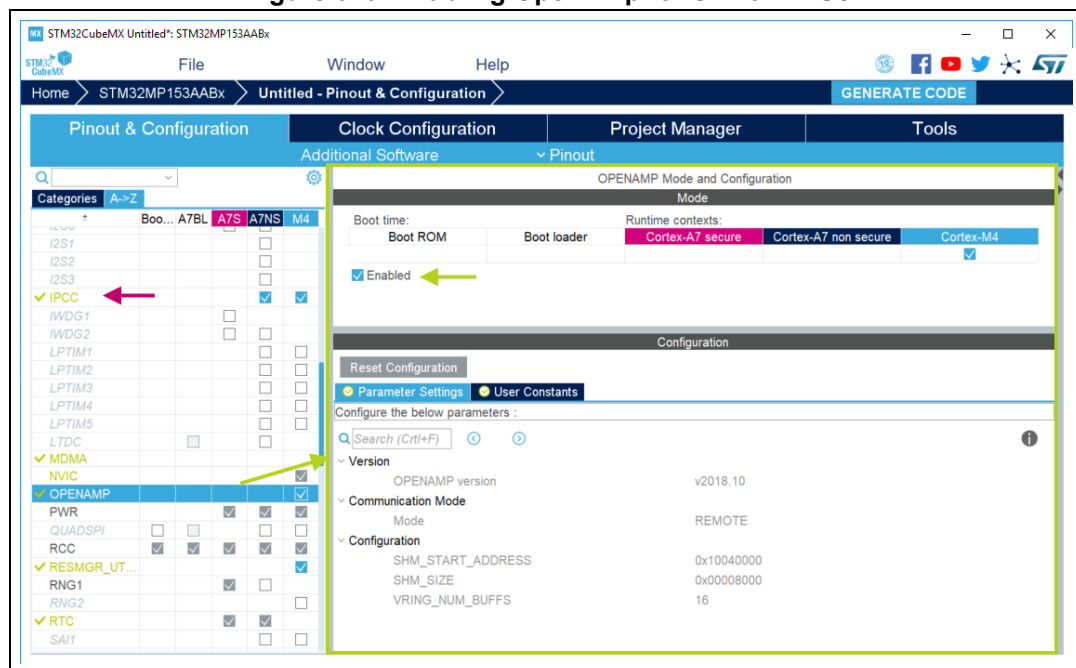 MX STM32CubeMX Untitled*: STM32MP153AABx
STM32 CubeMX File Window Help
Home STM32MP153AABx Untitled - Pinout & Configuration GENERATE CODE
Pinout & Configuration Clock Configuration Project Manager Tools
Additional Software Pinout
OPENAMP Mode and Configuration
Mode
Categories A->Z
Boo... A7BL A7S A7NS M4
Boot time: Runtime contexts:
Boot ROM Boot loader Cortex-A7 secure Cortex-A7 non secure Cortex-M4
Enabled
I2S1
I2S2
I2S3
IPCC
IWDG1
IWDG2
LPTIM1
LPTIM2
LPTIM3
LPTIM4
LPTIM5
LTDC
MDMA
NVIC
OPENAMP
PWR
QUADSPI
RCC
RESMGR_UT...
RNG1
RNG2
RTC
SAI1
Configuration
Reset Configuration
Parameter Settings User Constants
Configure the below parameters :
Search (Crtl+F)
Version
OPENAMP version v2018.10
Communication Mode
Mode REMOTE
Configuration
SHM_START_ADDRESS 0x10040000
SHM_SIZE 0x00008000
VRING_NUM_BUFFS 16